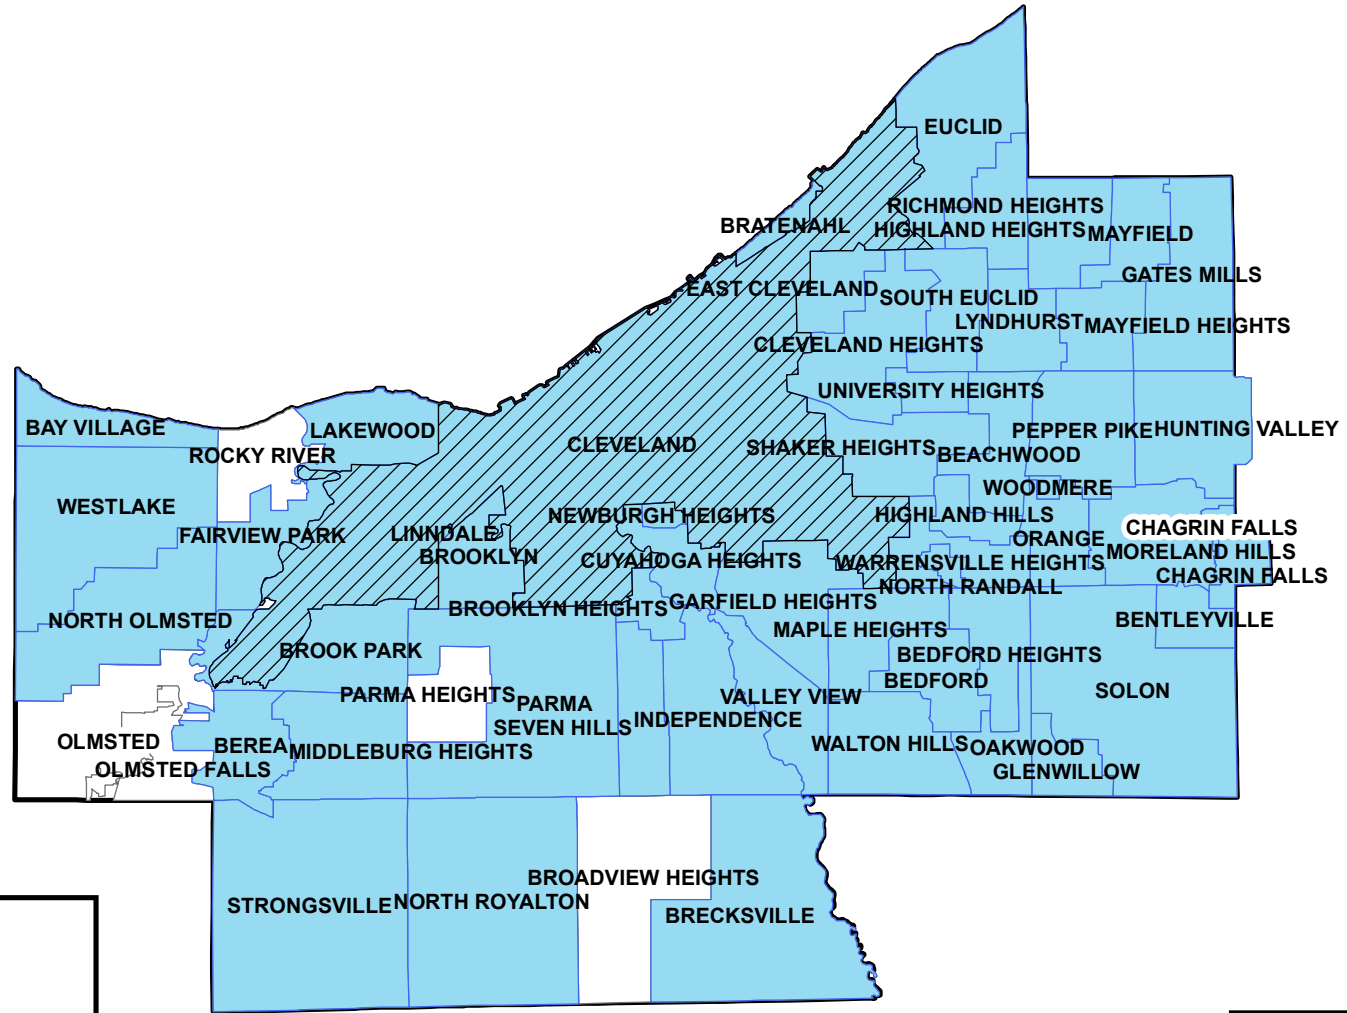 EUCLID
RICHMOND HEIGHTS
BRATENAHL
HIGHLAND HEIGHTS
MAYFIELD
GATES MILLS
EAST CLEVELAND
SOUTH EUCLID
LYNDHURST
MAYFIELD HEIGHTS
CLEVELAND HEIGHTS
UNIVERSITY HEIGHTS
BAY VILLAGE
LAKEWOOD
PEPPER PIKE
HUNTING VALLEY
CLEVELAND
SHAKER HEIGHTS
ROCKY RIVER
BEACHWOOD
WOODMERE
WESTLAKE
NEWBURGH HEIGHTS
HIGHLAND HILLS
CHAGRIN FALLS
FAIRVIEW PARK
LINNDALE
ORANGE
BROOKLYN
CUYAHOGA HEIGHTS
WARRENSVILLE HEIGHTS
MORELAND HILLS
CHAGRIN FALLS
NORTH RANDALL
BROOKLYN HEIGHTS
GARFIELD HEIGHTS
NORTH OLMSTED
MAPLE HEIGHTS
BENTLEYVILLE
BROOK PARK
BEDFORD HEIGHTS
BEDFORD
SOLON
PARMA HEIGHTS
PARMA
VALLEY VIEW
SEVEN HILLS
INDEPENDENCE
OLMSTED
BEREA
MIDDLEBURG HEIGHTS
WALTON HILLS
OAKWOOD
OLMSTED FALLS
GLENWILLOW
BROADVIEW HEIGHTS
STRONGSVILLE
NORTH ROYALTON
BRECKSVILLE